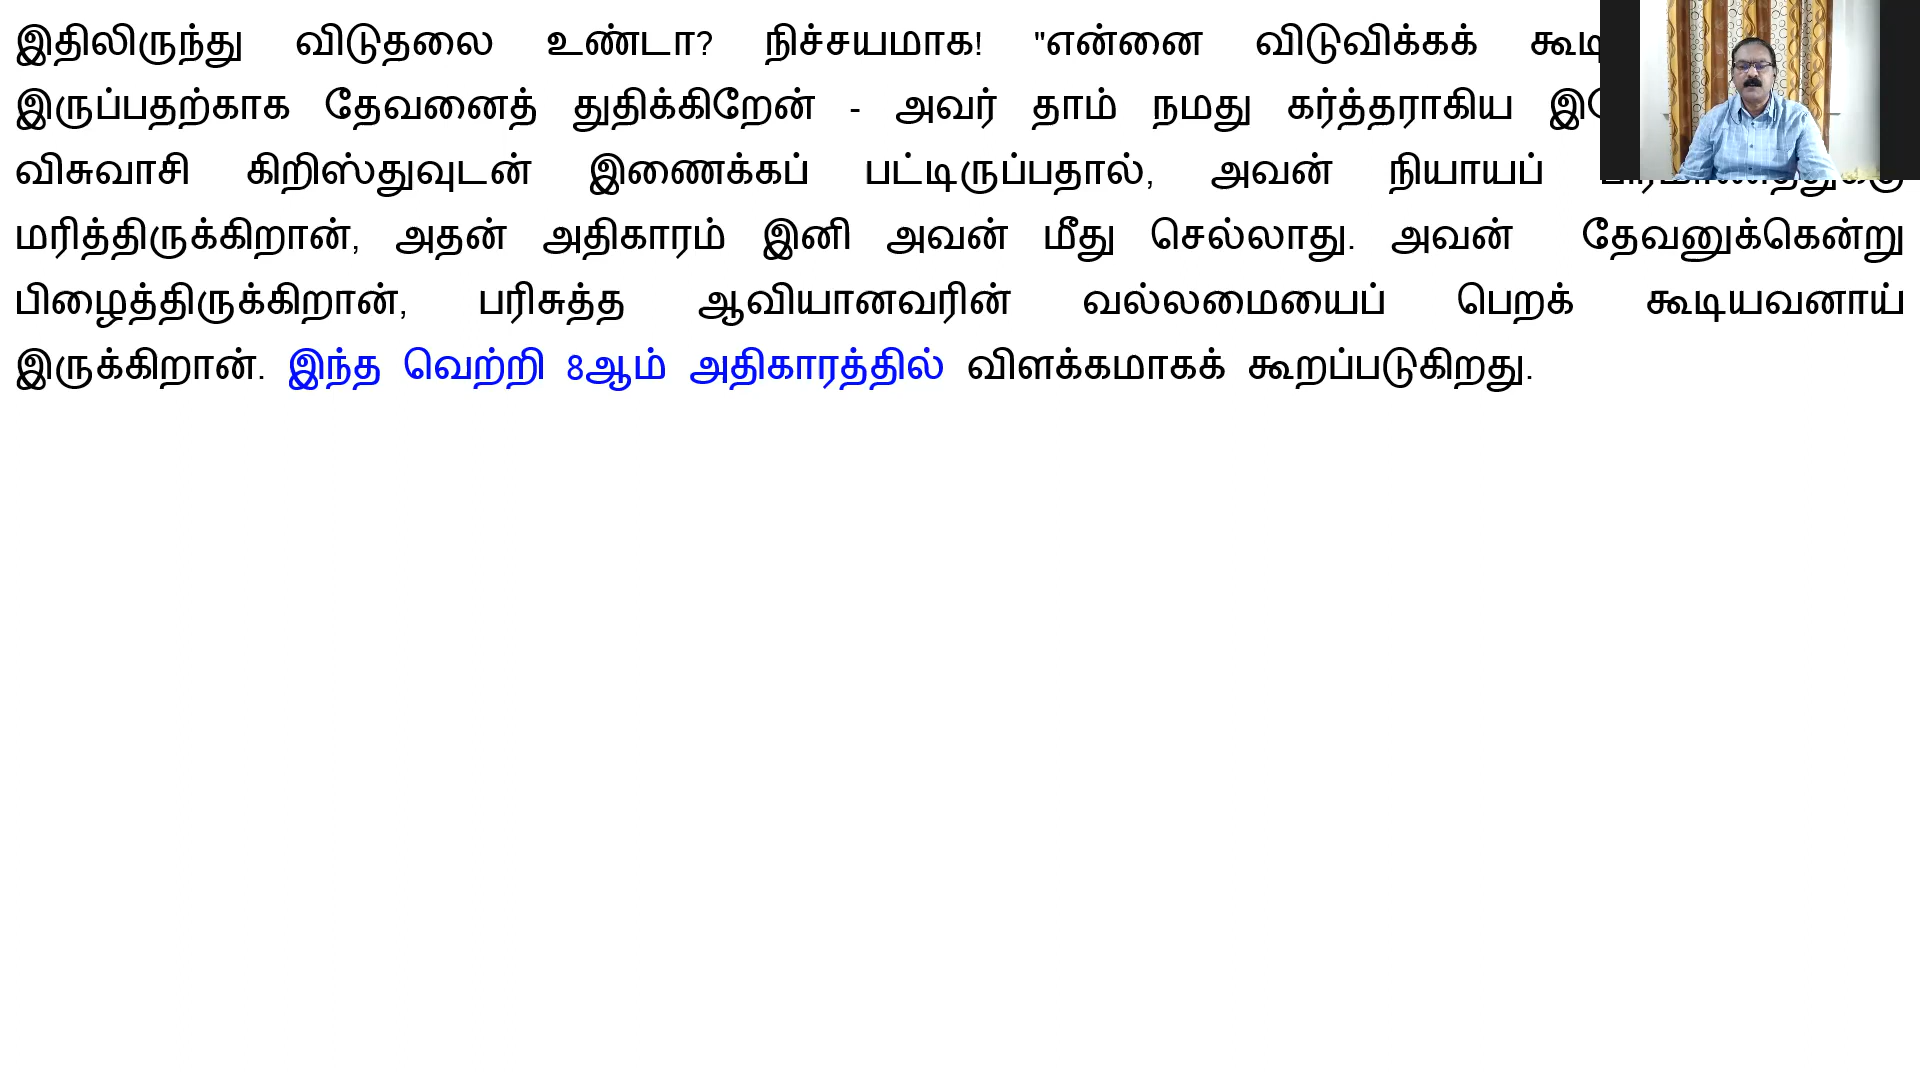 இதிலிருந்து விடுதலை உண்டா? நிச்சயமாக! "என்னை விடுவிக்கக்
இருப்பதற்காக தேவனைத் துதிக்கிறேன் - அவர் தாம் நமது கர்த்தராகிய
விசுவாசி கிறிஸ்துவுடன் இணைக்கப் பட்டிருப்பதால், அவன் நியாயப்
மரித்திருக்கிறான், அதன் அதிகாரம் இனி அவன் மீது செல்லாது. அவன் தேவனுக்கென்று
பிழைத்திருக்கிறான், பரிசுத்த ஆவியானவரின் வல்லமையைப் பெறக் கூடியவனாய்
இருக்கிறான். இந்த வெற்றி 8ஆம் அதிகாரத்தில் விளக்கமாகக் கூறப்படுகிறது.